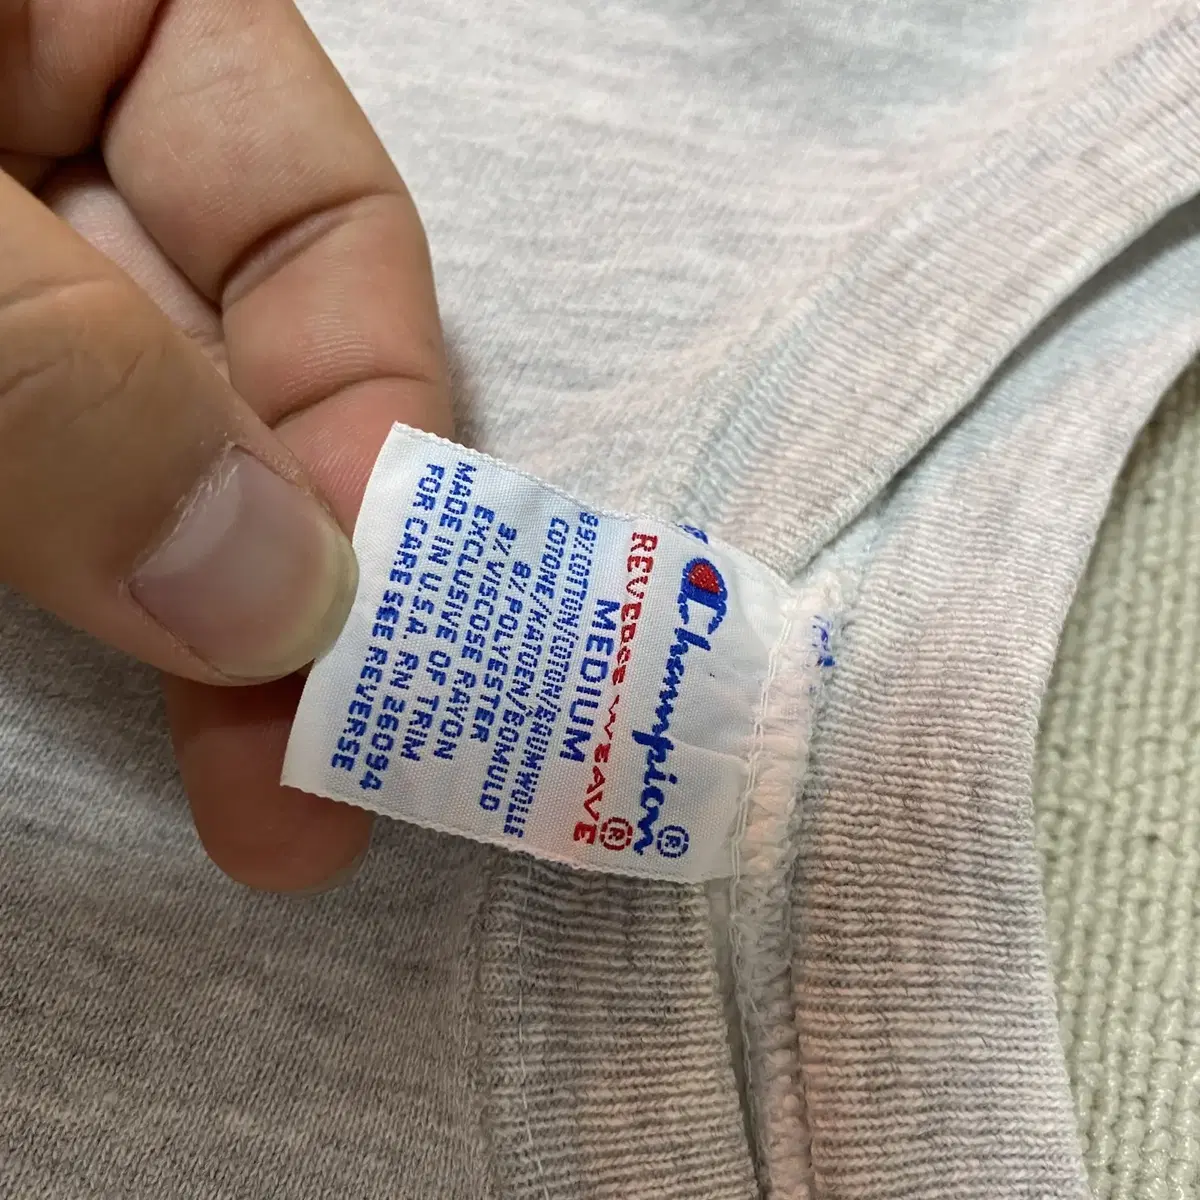 Champion®
REVERSE WEAVE®
MEDIUM
89%COTTON/COTON/BAUMWOLLE
COTONE/KATOEN/BOMULD
8% POLYESTER
3% VISCOSE RAYON
EXCLUSIVE OF TRIM
MADE IN U.S.A. RN 26094
FOR CARE SEE REVERSE